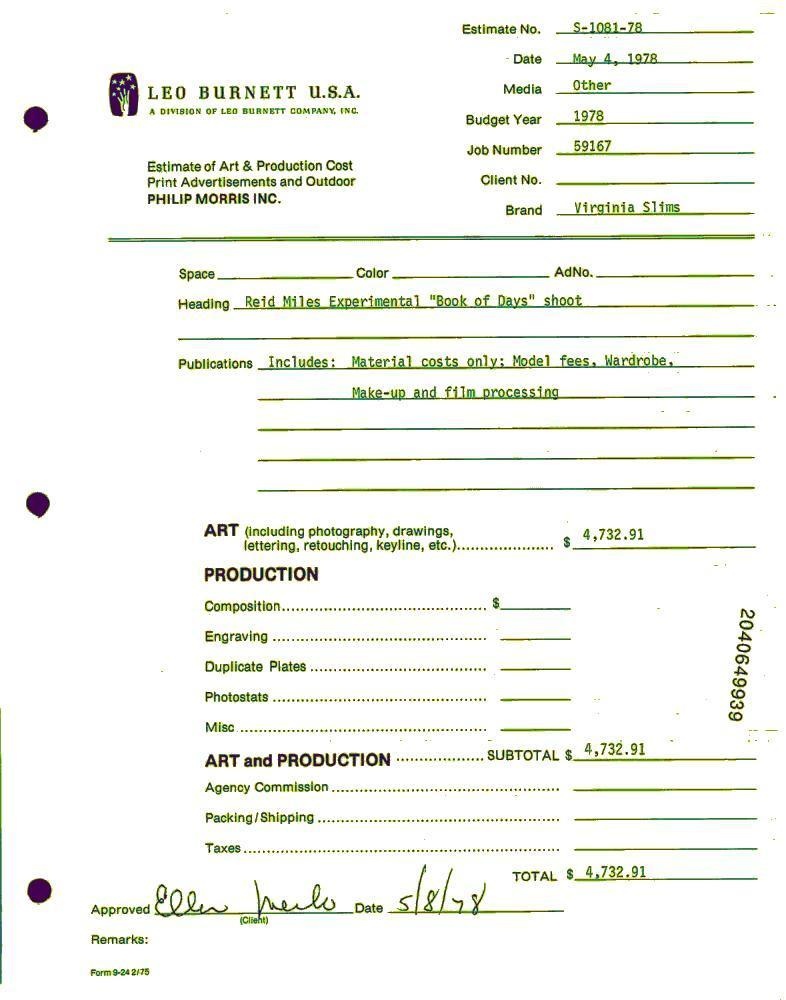 Estimate No. S-1081-78
Date May 4, 1978
LEO BURNETT U.S.A.
A DIVISION OF LEO BURNETT COMPANY, INC.
Media Other
Budget Year 1978
Job Number 59167
Estimate of Art & Production Cost
Print Advertisements and Outdoor
PHILIP MORRIS INC.
Client No.
Brand Virginia Slims
Space Color AdNo.
Heading Reid Miles Experimental "Book of Days" shoot
Publications Includes: Material costs only: Model fees, Wardrobe,
Make-up and film processing
ART (including photography, drawings,
lettering, retouching, keyline, etc.)..................... $ 4,732.91
PRODUCTION
Composition.......................................... $
Engraving ............................................
Duplicate Plates ....................................
Photostats ............................................
Misc ...................................................
ART and PRODUCTION .................. SUBTOTAL $ 4,732.91
Agency Commission ................................................
Packing/Shipping ...................................................
Taxes ..................................................................
TOTAL $ 4,732.91
Approved Ellen Merlo Date 5/8/78
(Client)
Remarks:
Form 9-24 2/75
2040649939